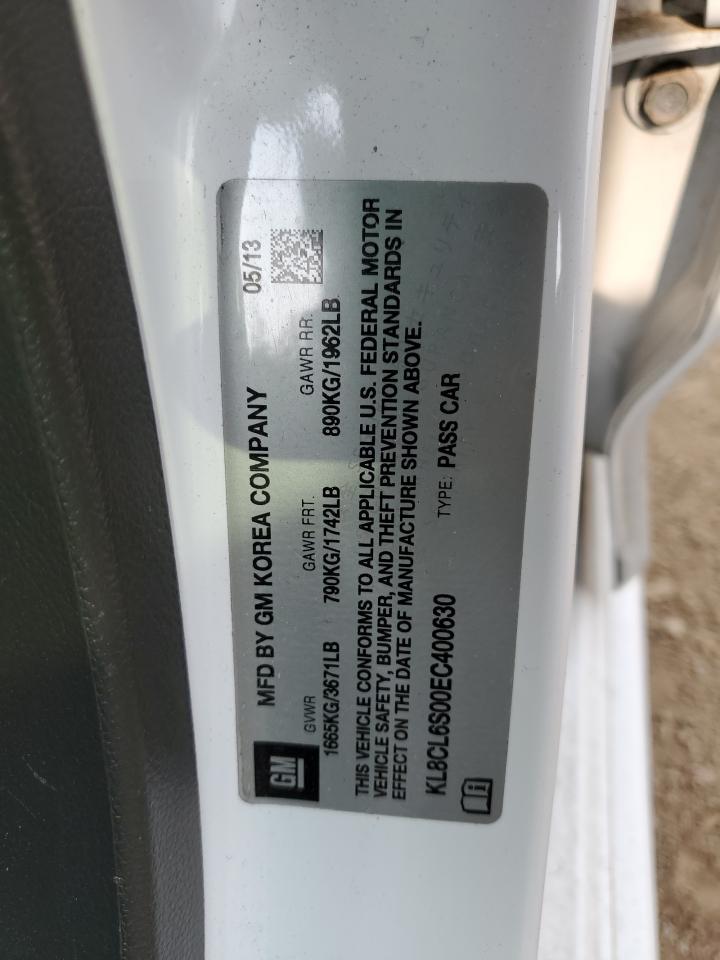 GM
MFD BY GM KOREA COMPANY 05/13
GVWR GAWR FRT. GAWR RR.
1665KG/3671LB 790KG/1742LB 890KG/1962LB
THIS VEHICLE CONFORMS TO ALL APPLICABLE U.S. FEDERAL MOTOR
VEHICLE SAFETY, BUMPER, AND THEFT PREVENTION STANDARDS IN
EFFECT ON THE DATE OF MANUFACTURE SHOWN ABOVE.
KL8CL6S00EC400630 TYPE: PASS CAR